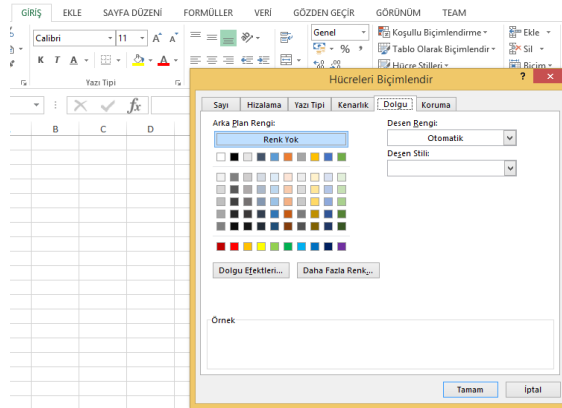 GİRİŞ EKLE SAYFA DÜZENİ FORMÜLLER VERİ GÖZDEN GEÇİR GÖRÜNÜM TEAM
Calibri 11 A A Genel Koşullu Biçimlendirme Ekle
K T A A % , Tablo Olarak Biçimlendir Sil
Hücre Stilleri Biçim
Yazı Tipi
Hücreleri Biçimlendir ? ×
fx
Sayı Hizalama Yazı Tipi Kenarlık Dolgu Koruma
B C D
Arka Plan Rengi: Desen Rengi:
Renk Yok Otomatik
Desen Stili:
Dolgu Efektleri... Daha Fazla Renk...
Örnek
Tamam İptal